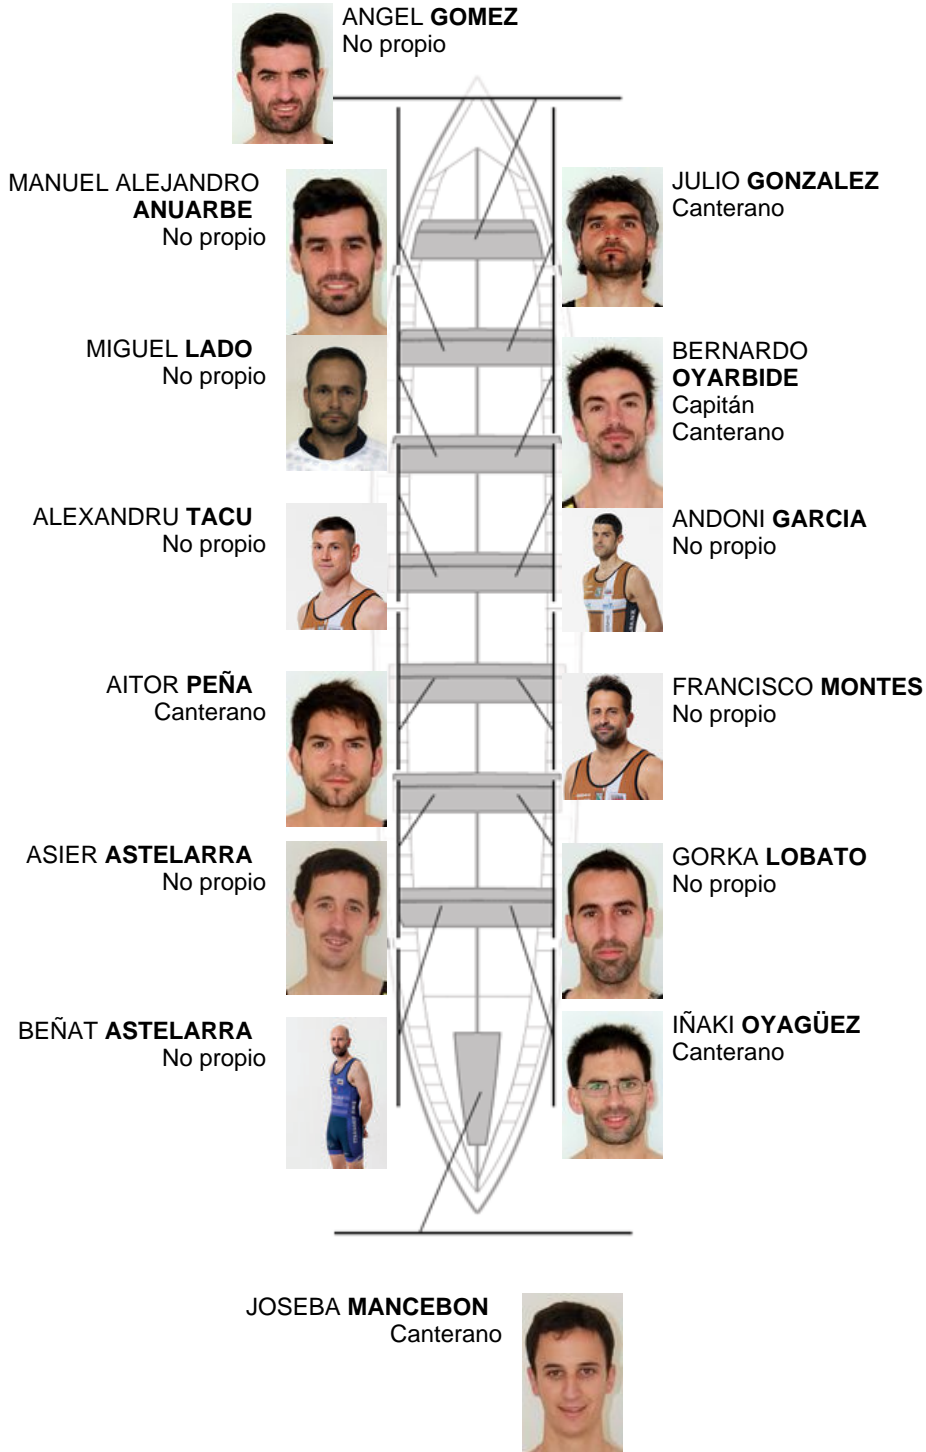 ANGEL GOMEZ
No propio
MANUEL ALEJANDRO
ANUARBE
No propio
JULIO GONZALEZ
Canterano
MIGUEL LADO
No propio
BERNARDO
OYARBIDE
Capitán
Canterano
ALEXANDRU TACU
No propio
ANDONI GARCIA
No propio
AITOR PEÑA
Canterano
FRANCISCO MONTES
No propio
ASIER ASTELARRA
No propio
GORKA LOBATO
No propio
BEÑAT ASTELARRA
No propio
IÑAKI OYAGÜEZ
Canterano
JOSEBA MANCEBON
Canterano